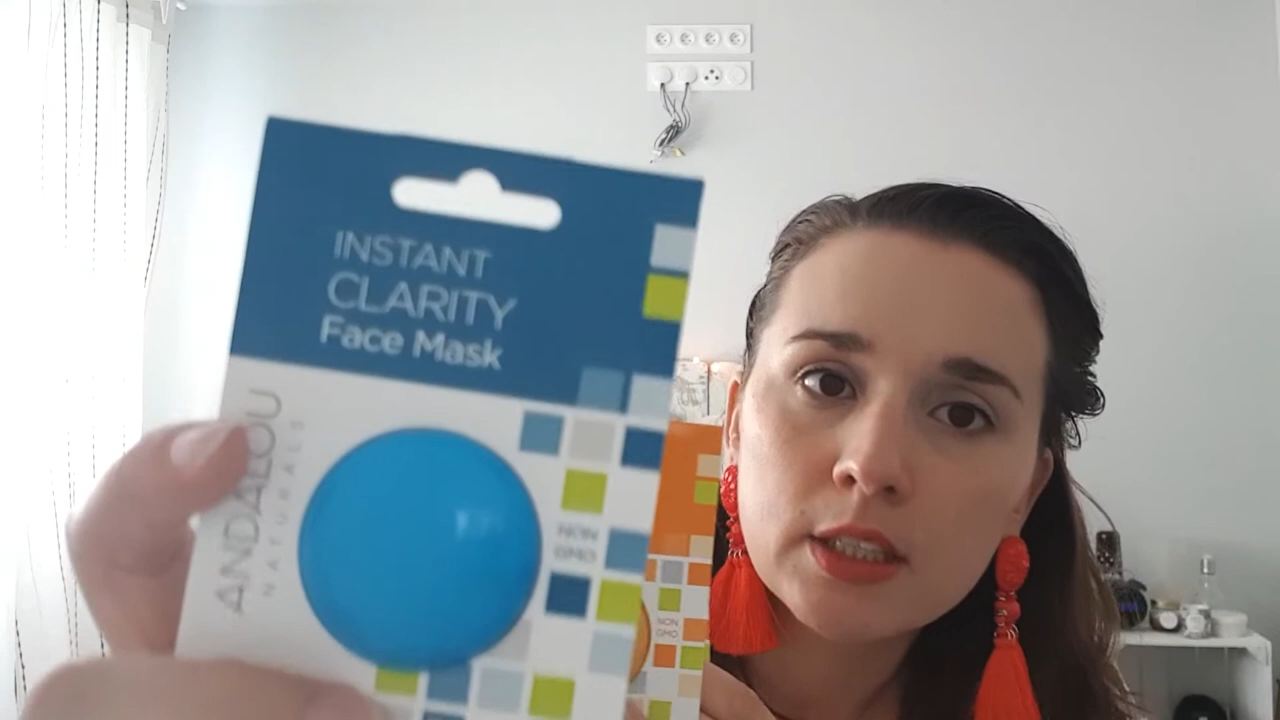 INSTANT
CLARITY
Face Mask
ANDALOU
NATURALS
NON
GMO
NON
GMO